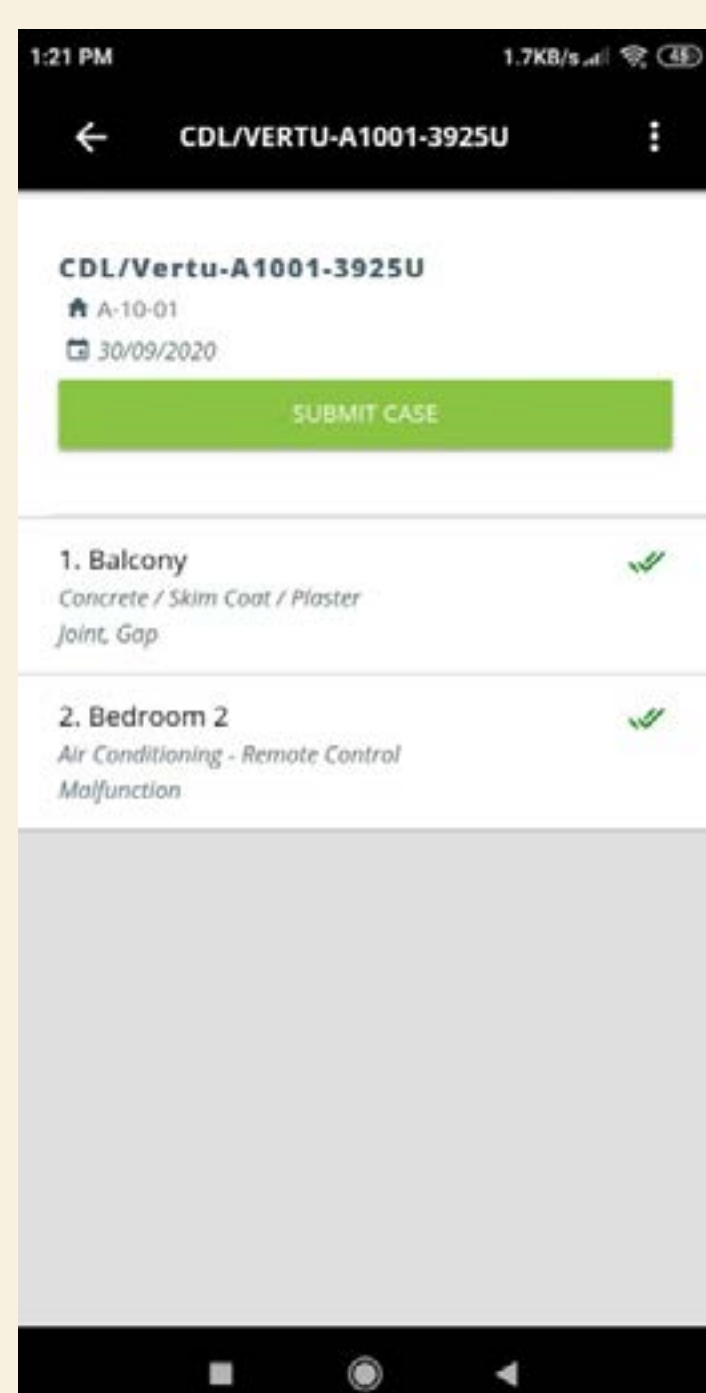 1:21 PM 1.7KB/s 45
CDL/VERTU-A1001-3925U
CDL/Vertu-A1001-3925U
A-10-01
30/09/2020
SUBMIT CASE
1. Balcony
Concrete / Skim Coat / Plaster
Joint, Gap
2. Bedroom 2
Air Conditioning - Remote Control
Malfunction